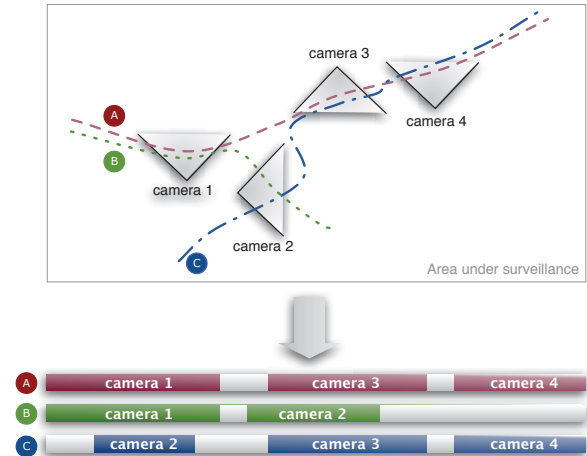 camera 3
A
camera 4
B
camera 1
camera 2
C
Area under surveillance
A camera 1 camera 3 camera 4
B camera 1 camera 2
C camera 2 camera 3 camera 4